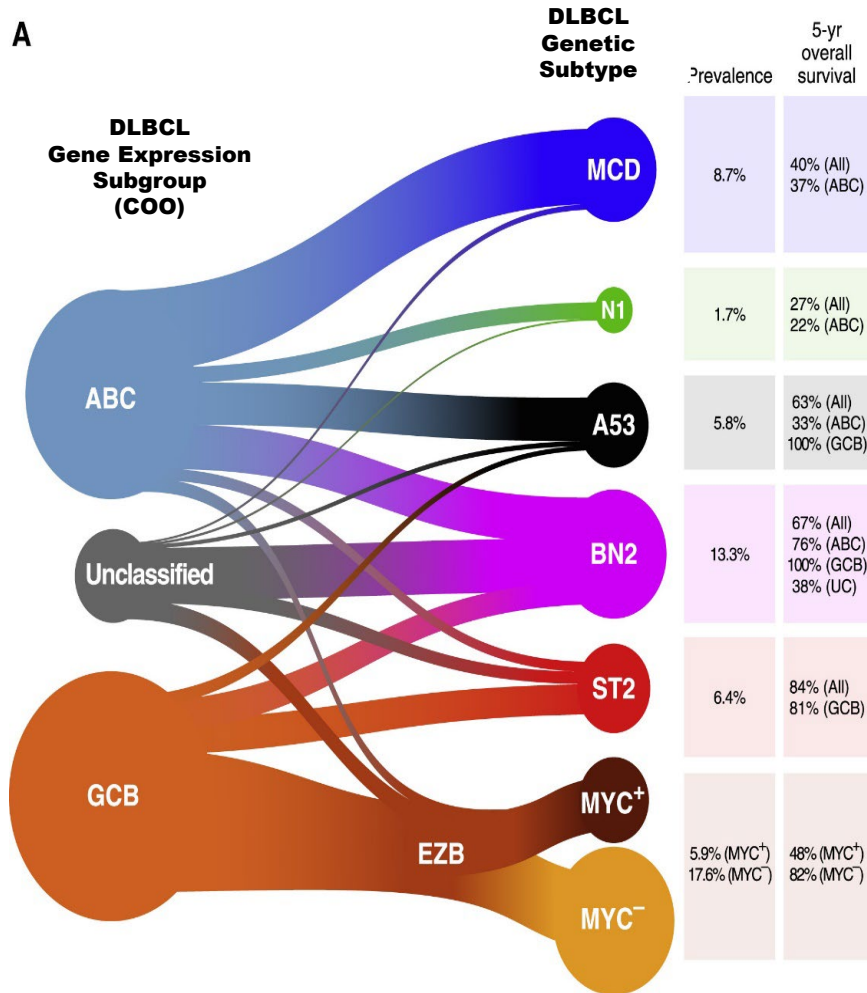 A
DLBCL
Gene Expression
Subgroup
(COO)
DLBCL
Genetic
Subtype
Prevalence
5-yr
overall
survival
ABC
Unclassified
GCB
EZB
MCD
8.7%
40% (All)
37% (ABC)
N1
1.7%
27% (All)
22% (ABC)
A53
5.8%
63% (All)
33% (ABC)
100% (GCB)
BN2
13.3%
67% (All)
76% (ABC)
100% (GCB)
38% (UC)
ST2
6.4%
84% (All)
81% (GCB)
MYC⁺
MYC⁻
5.9% (MYC⁺)
17.6% (MYC⁻)
48% (MYC⁺)
82% (MYC⁻)